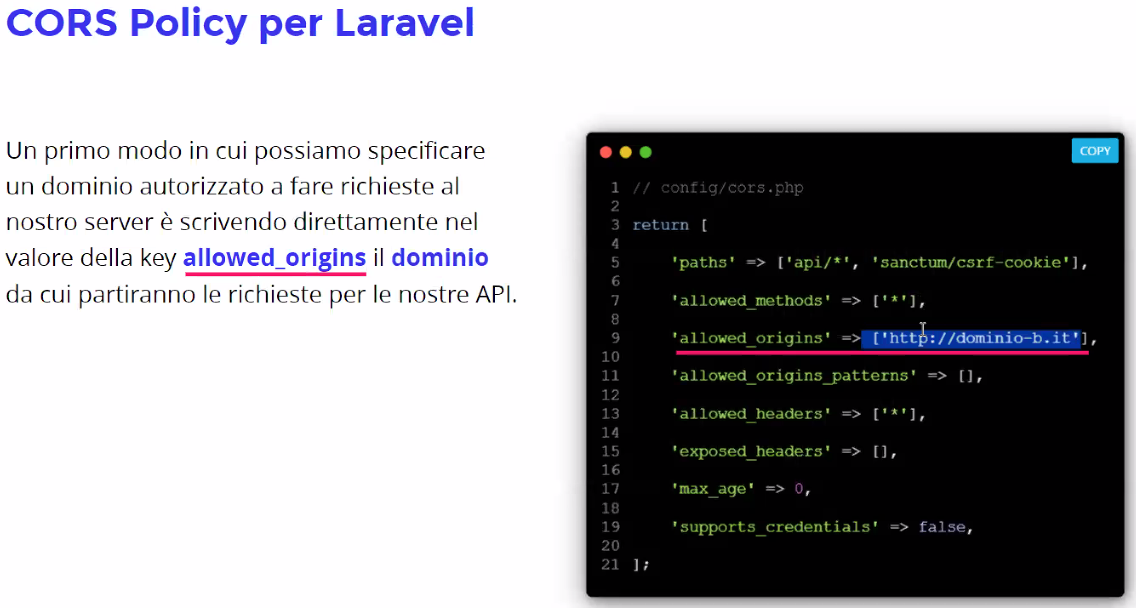 CORS Policy per Laravel
Un primo modo in cui possiamo specificare
un dominio autorizzato a fare richieste al
nostro server è scrivendo direttamente nel
valore della key allowed_origins il dominio
da cui partiranno le richieste per le nostre API.
COPY
1 // config/cors.php
2
3 return [
4
5 'paths' => ['api/*', 'sanctum/csrf-cookie'],
6
7 'allowed_methods' => ['*'],
8
9 'allowed_origins' => ['http://dominio-b.it'],
10
11 'allowed_origins_patterns' => [],
12
13 'allowed_headers' => ['*'],
14
15 'exposed_headers' => [],
16
17 'max_age' => 0,
18
19 'supports_credentials' => false,
20
21 ];